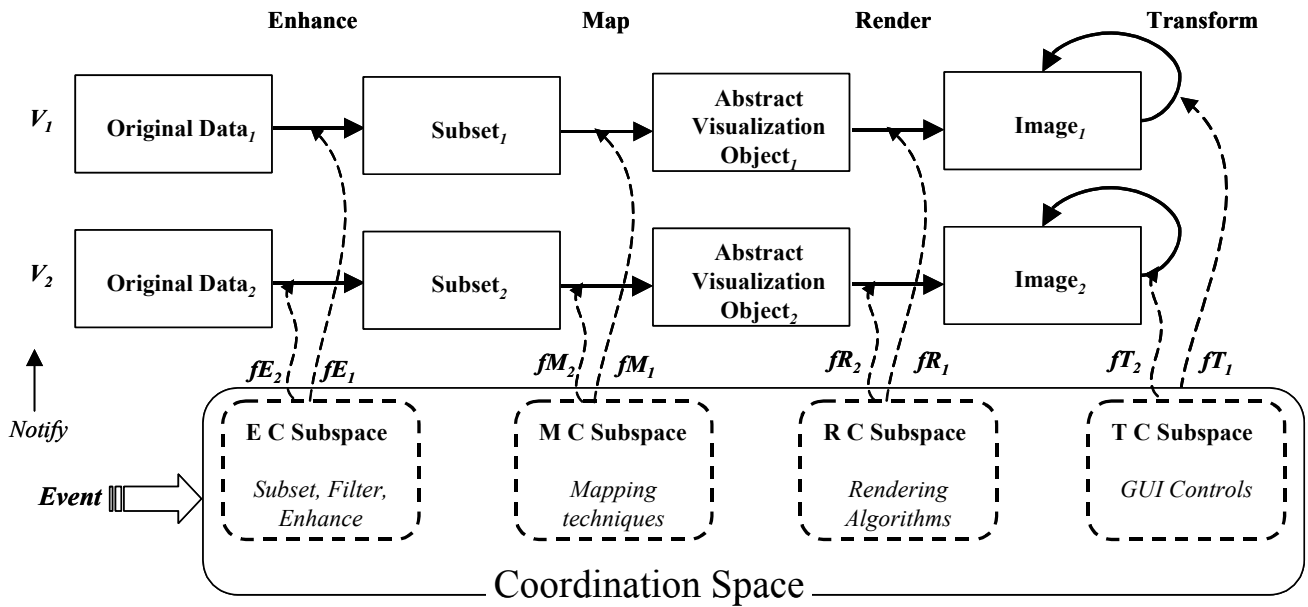 Enhance Map Render Transform
V1 Original Data1 Subset1 Abstract Visualization Object1 Image1
V2 Original Data2 Subset2 Abstract Visualization Object2 Image2
fE2 fE1 fM2 fM1 fR2 fR1 fT2 fT1
Notify
E C Subspace
Subset, Filter,
Enhance
M C Subspace
Mapping
techniques
R C Subspace
Rendering
Algorithms
T C Subspace
GUI Controls
Event
Coordination Space